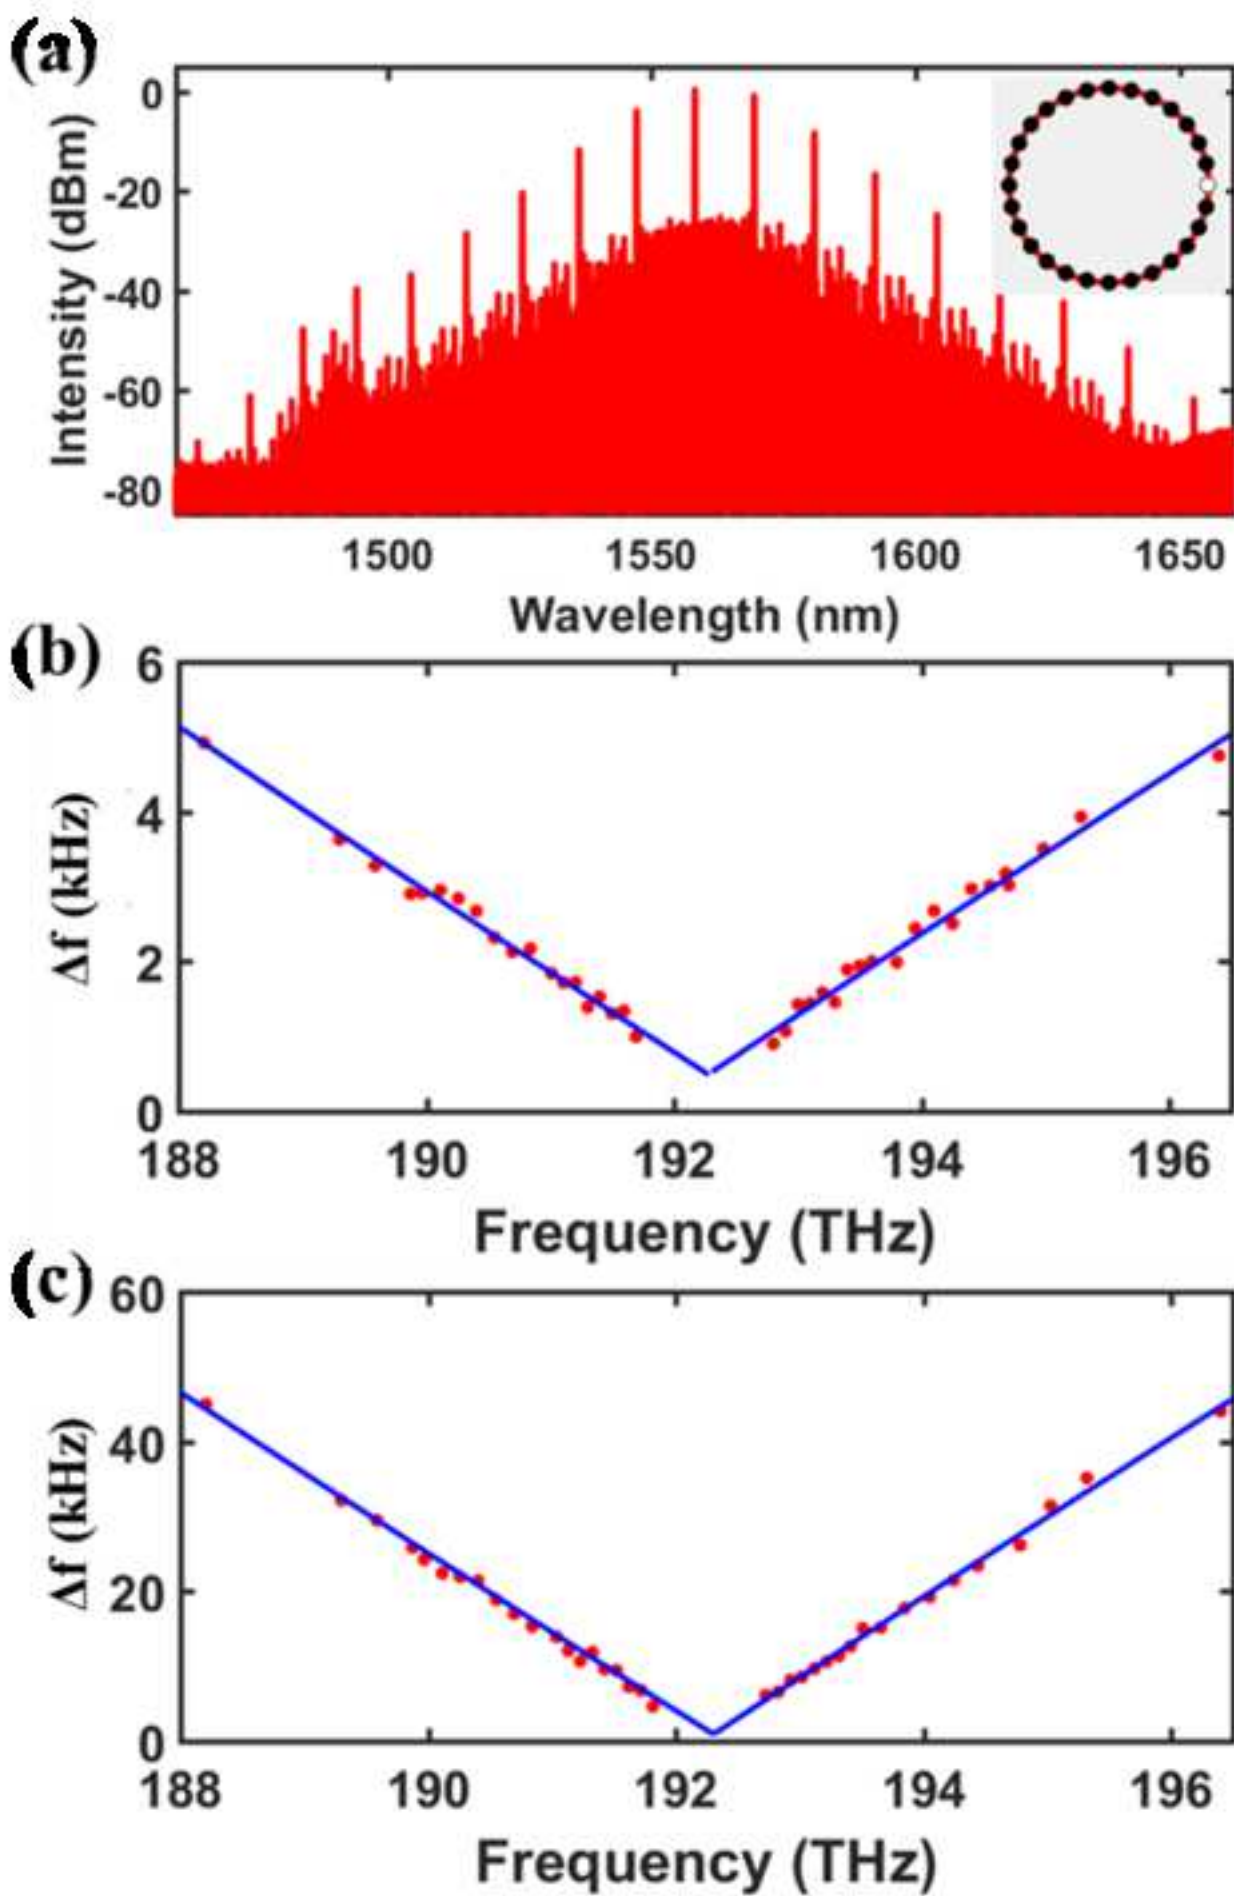 (a)
Intensity (dBm)
0
-20
-40
-60
-80
1500 1550 1600 1650
Wavelength (nm)
(b)
Δf (kHz)
6
4
2
0
188 190 192 194 196
Frequency (THz)
(c)
Δf (kHz)
60
40
20
0
188 190 192 194 196
Frequency (THz)